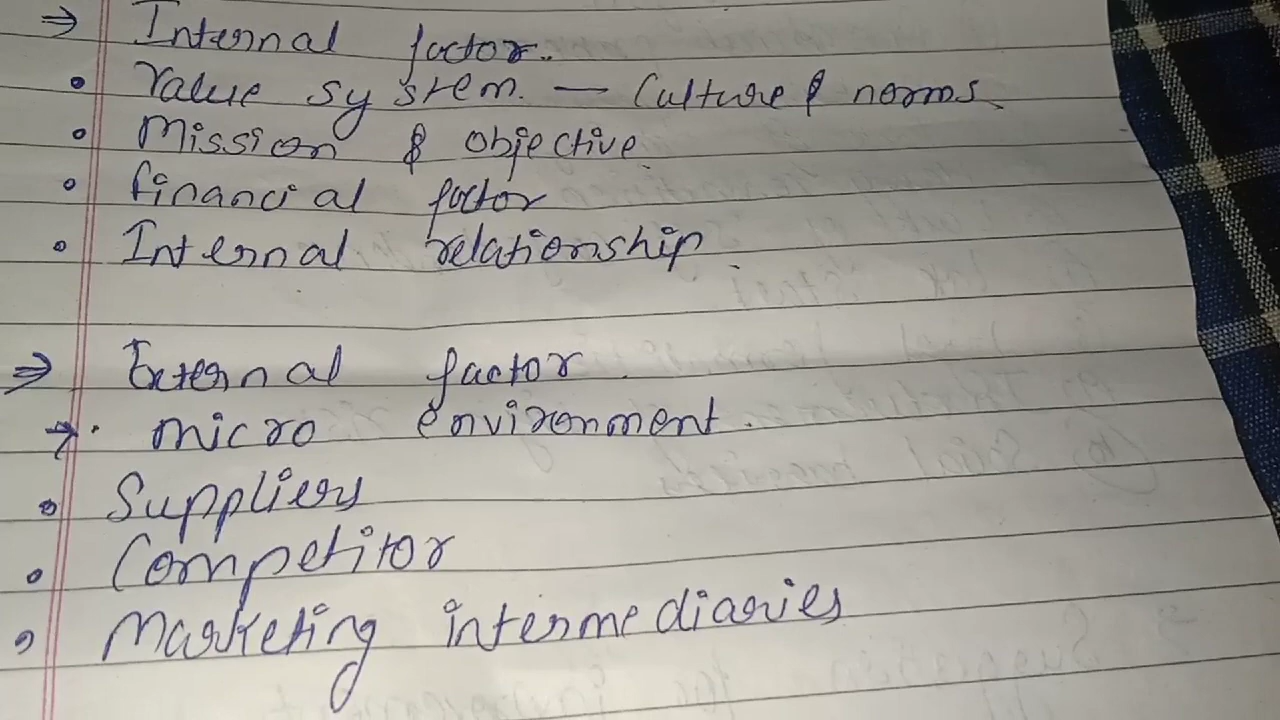 ⇒ Internal factor.
• Value system. — Culture & norms.
• Mission & objective.
• financial factor
• Internal relationship.
⇒ External factor.
→ • micro environment.
• Suppliers
• Competitor
• Marketing intermediaries